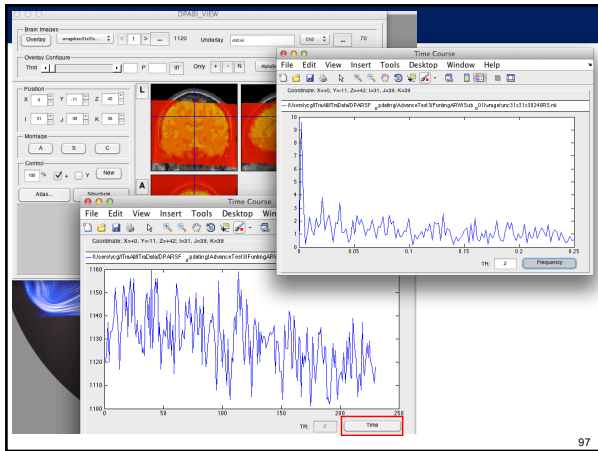 DPABI_VIEW
Brain Images
Overlay
< 1 > ... 1120 Underlay ch2.nii Ch2 ... 70
Overlay Confiture
Thrd P df Only + - N
Position
X 0 Y -11 Z 42
I 31 J 39 K 39
Montage
A S C
Control
100 % + Y New
Atlas... Structure
L
A
Time Course
File Edit View Insert Tools Desktop Window Help
Coordinate: X=+0, Y=-11, Z=+42; I=31, J=39, K=39
10
9
8
7
6
5
4
3
2
1
0
0 0.05 0.1 0.15 0.2 0.25
TR: 2 Frequency
Time Course
File Edit View Insert Tools Desktop Win
Coordinate: X=+0, Y=-11, Z=+42; I=31, J=39, K=39
1160
1150
1140
1130
1120
1110
1100
0 50 100 150 200 250
TR: 2 Time
97